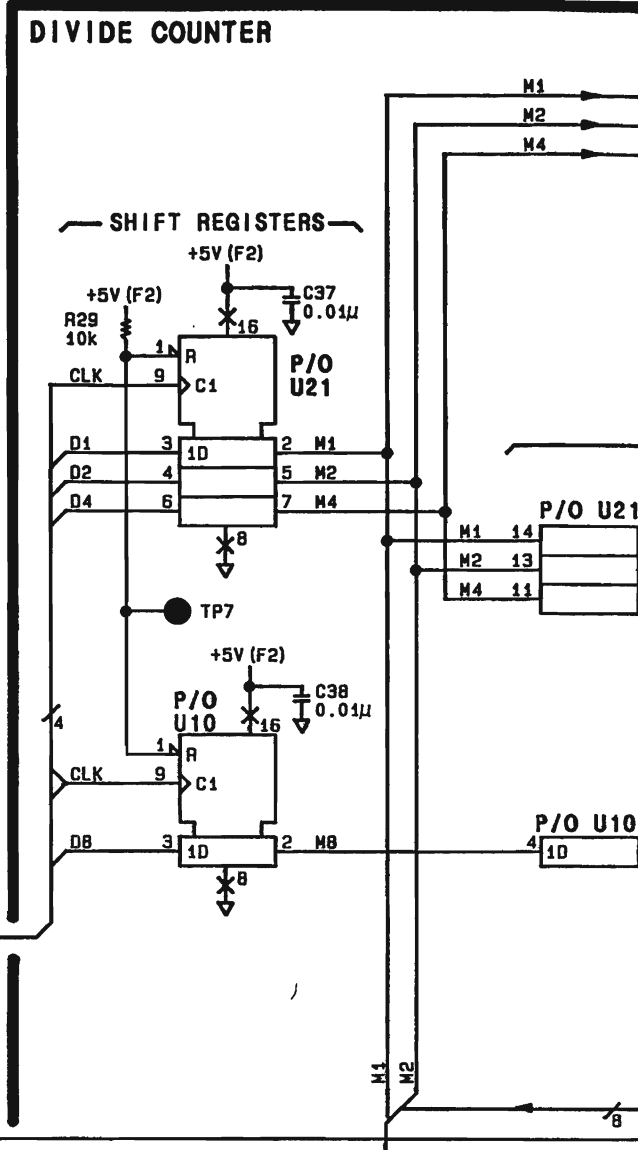 DIVIDE COUNTER
M1
M2
M4
SHIFT REGISTERS
+5V (F2)
C37
0.01µ
+5V (F2)
R29
10k
16
1 R
P/O
U21
CLK 9 C1
D1 3 1D 2 M1
D2 4 5 M2
D4 6 7 M4
P/O U21
8
M1 14
M2 13
M4 11
TP7
+5V (F2)
C38
0.01µ
P/O
U10
16
4
1 R
CLK 9 C1
P/O U10
D8 3 1D 2 M8 4 1D
8
M1
M2
8